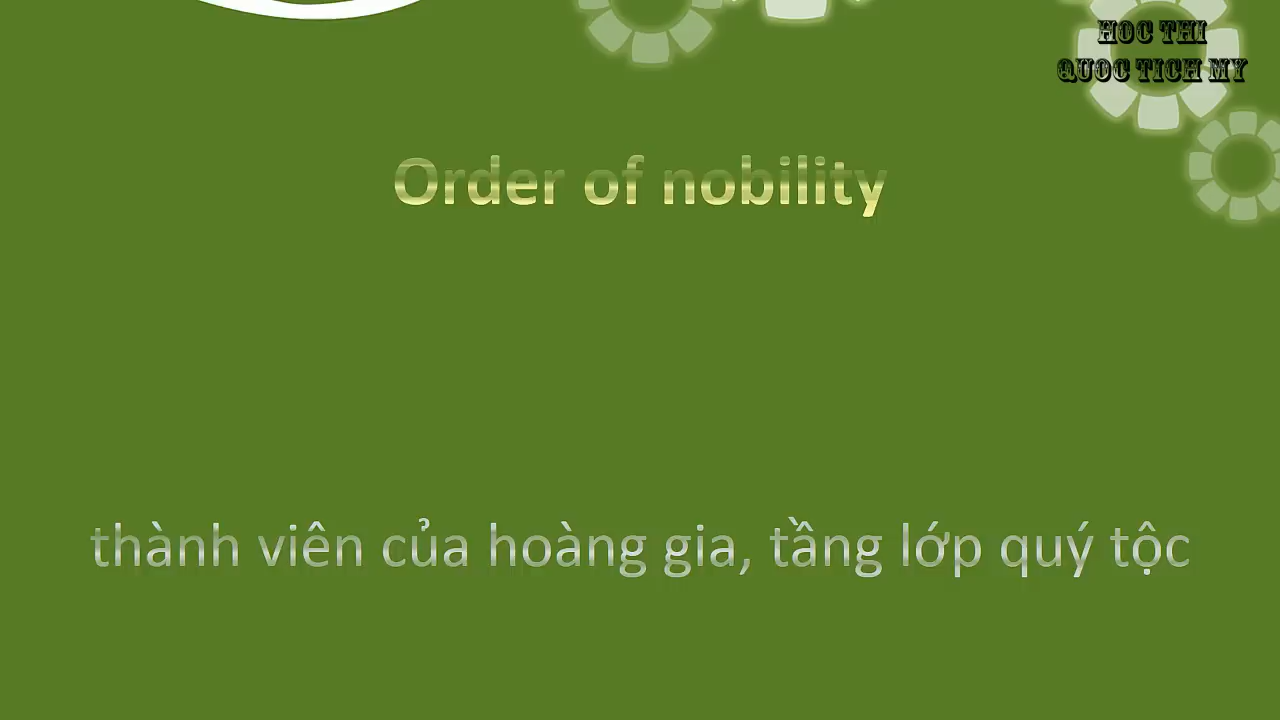 HOC THI
QUOC TICH MY
Order of nobility
thành viên của hoàng gia, tầng lớp quý tộc